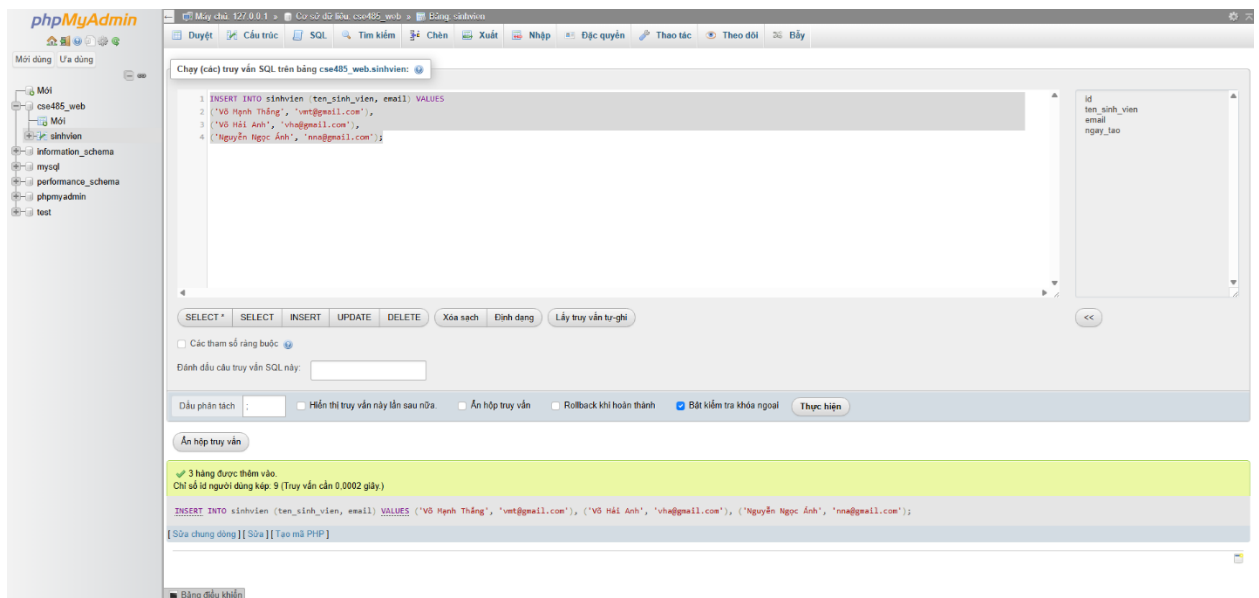 phpMyAdmin
Mới dùng Ưa dùng
Mới
cse485_web
Mới
sinhvien
information_schema
mysql
performance_schema
phpmyadmin
test
Máy chủ: 127.0.0.1 » Cơ sở dữ liệu: cse485_web » Bảng: sinhvien
Duyệt Cấu trúc SQL Tìm kiếm Chèn Xuất Nhập Đặc quyền Thao tác Theo dõi Bẫy
Chạy (các) truy vấn SQL trên bảng cse485_web.sinhvien:
1 INSERT INTO sinhvien (ten_sinh_vien, email) VALUES
2 ('Võ Mạnh Thắng', 'vmt@gmail.com'),
3 ('Võ Hải Anh', 'vha@gmail.com'),
4 ('Nguyễn Ngọc Ánh', 'nna@gmail.com');
id
ten_sinh_vien
email
ngay_tao
SELECT * SELECT INSERT UPDATE DELETE Xóa sạch Định dạng Lấy truy vấn tự-ghi <<
Các tham số ràng buộc
Đánh dấu câu truy vấn SQL này:
Dấu phân tách ; Hiển thị truy vấn này lần sau nữa. Ẩn hộp truy vấn Rollback khi hoàn thành Bật kiểm tra khóa ngoại Thực hiện
Ẩn hộp truy vấn
3 hàng được thêm vào.
Chỉ số id người dùng kép: 9 (Truy vấn cần 0,0002 giây.)
INSERT INTO sinhvien (ten_sinh_vien, email) VALUES ('Võ Mạnh Thắng', 'vmt@gmail.com'), ('Võ Hải Anh', 'vha@gmail.com'), ('Nguyễn Ngọc Ánh', 'nna@gmail.com');
[ Sửa chung dòng ] [ Sửa ] [ Tạo mã PHP ]
Bảng điều khiển